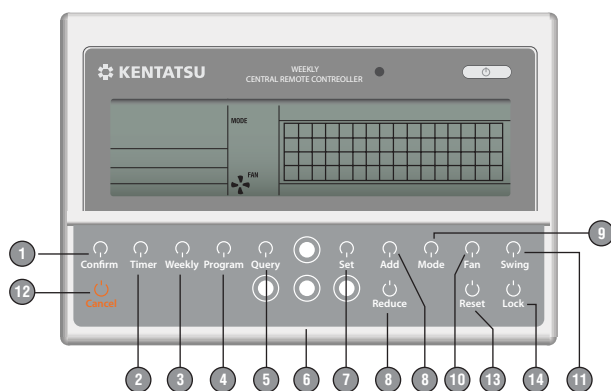 KENTATSU
WEEKLY
CENTRAL REMOTE CONTREOLLER
MODE
FAN
9
1
Confirm Timer Weekly Program Query Set Add Mode Fan Swing
12
Cancel Reduce Reset Lock
2 3 4 5 6 7 8 8 10 13 14 11